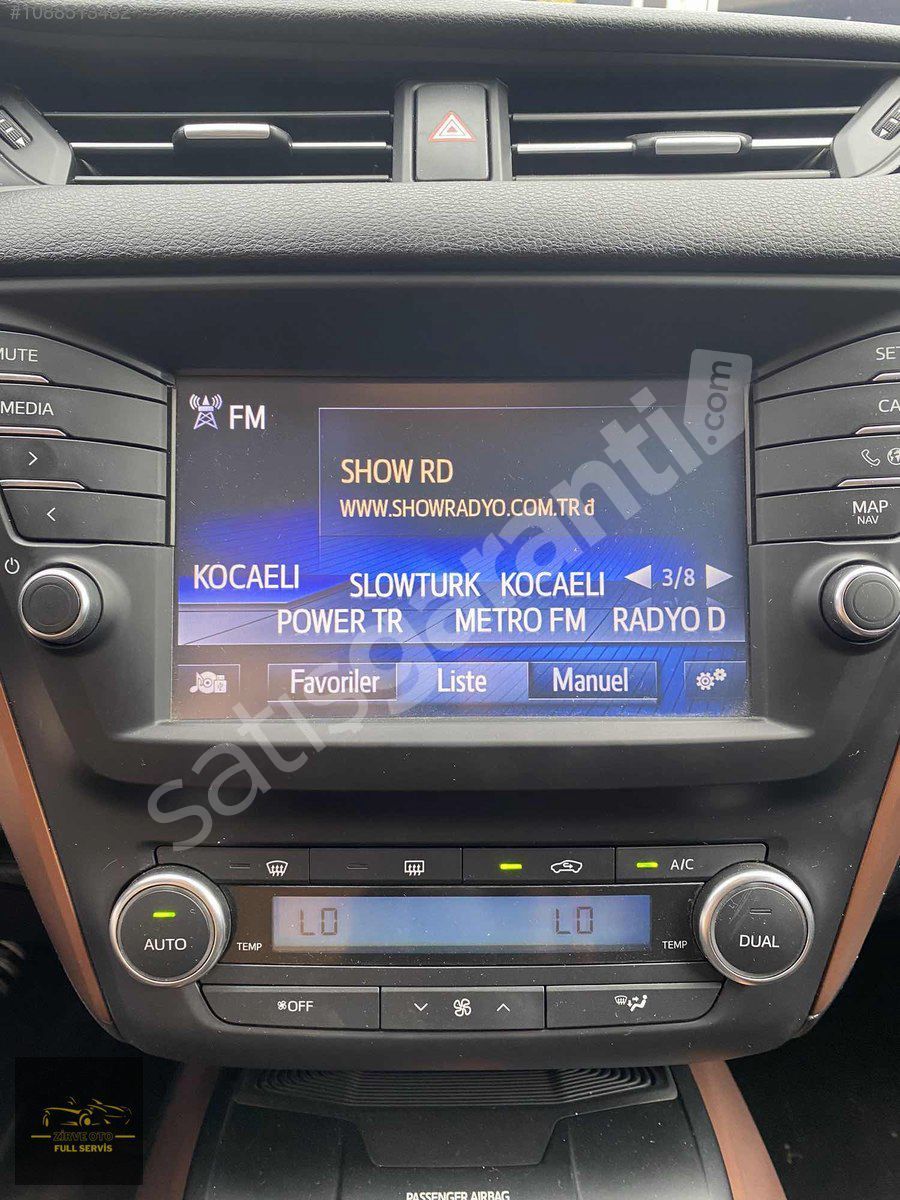 MUTE
SET
MEDIA
CA
FM
SHOW RD
WWW.SHOWRADYO.COM.TR đ
MAP
NAV
KOCAELI
SLOWTURK KOCAELI 3/8
POWER TR METRO FM RADYO D
Favoriler Liste Manuel
satışgaranti.com
A/C
LO LO
AUTO TEMP TEMP DUAL
OFF
ZİRVE OTO
FULL SERVİS
PASSENGER AIRBAG